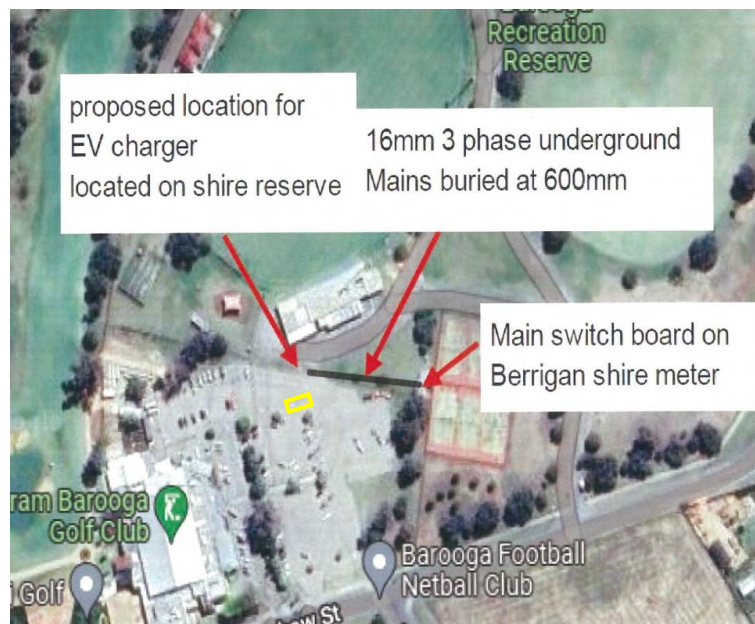 Recreation
Reserve
proposed location for
EV charger
located on shire reserve
16mm 3 phase underground
Mains buried at 600mm
Main switch board on
Berrigan shire meter
ram Barooga
Golf Club
Golf
Barooga Football
Netball Club
St